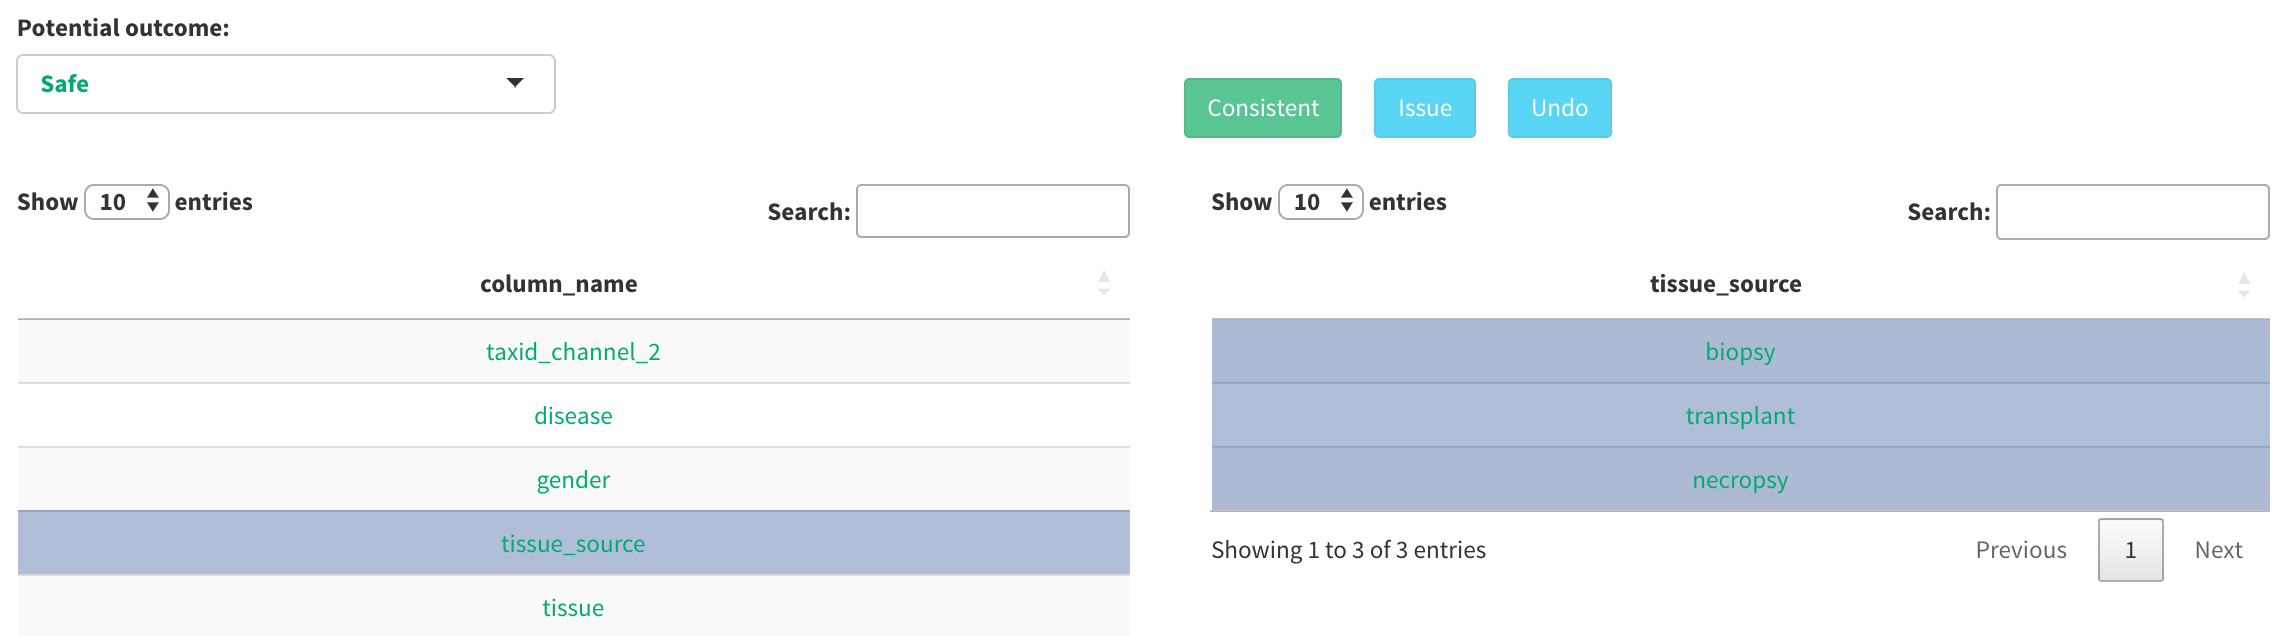 Potential outcome:
Safe
Consistent Issue Undo
Show 10 entries Search:
column_name
taxid_channel_2
disease
gender
tissue_source
tissue
Show 10 entries Search:
tissue_source
biopsy
transplant
necropsy
Showing 1 to 3 of 3 entries Previous 1 Next